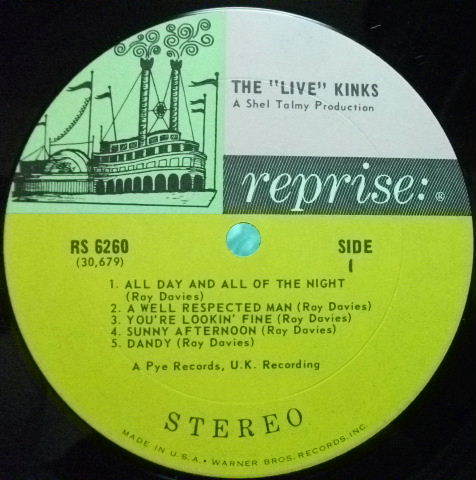 THE "LIVE" KINKS
A Shel Talmy Production
reprise: ®
RS 6260
(30,679)
SIDE
1
1. ALL DAY AND ALL OF THE NIGHT
(Ray Davies)
2. A WELL RESPECTED MAN (Ray Davies)
3. YOU'RE LOOKIN' FINE (Ray Davies)
4. SUNNY AFTERNOON (Ray Davies)
5. DANDY (Ray Davies)
A Pye Records, U.K. Recording
STEREO
MADE IN U.S.A. • WARNER BROS. RECORDS, INC.